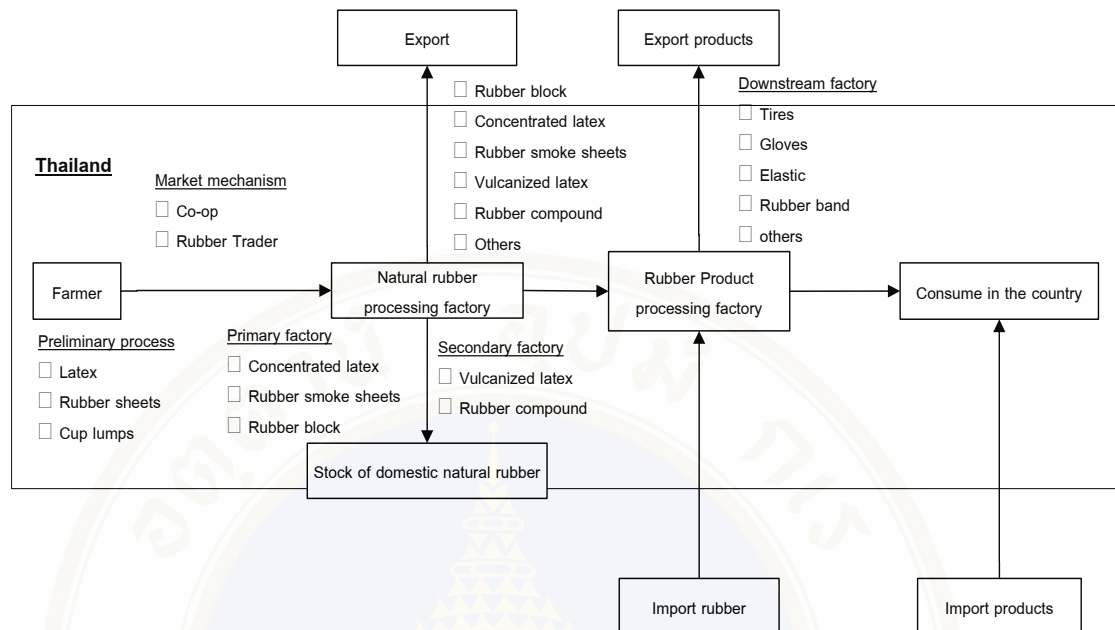 Export
Export products
Rubber block
Concentrated latex
Rubber smoke sheets
Vulcanized latex
Rubber compound
Others
Downstream factory
Tires
Gloves
Elastic
Rubber band
others
Thailand
Market mechanism
Co-op
Rubber Trader
Farmer
Natural rubber
processing factory
Rubber Product
processing factory
Consume in the country
Preliminary process
Latex
Rubber sheets
Cup lumps
Primary factory
Concentrated latex
Rubber smoke sheets
Rubber block
Secondary factory
Vulcanized latex
Rubber compound
Stock of domestic natural rubber
Import rubber
Import products